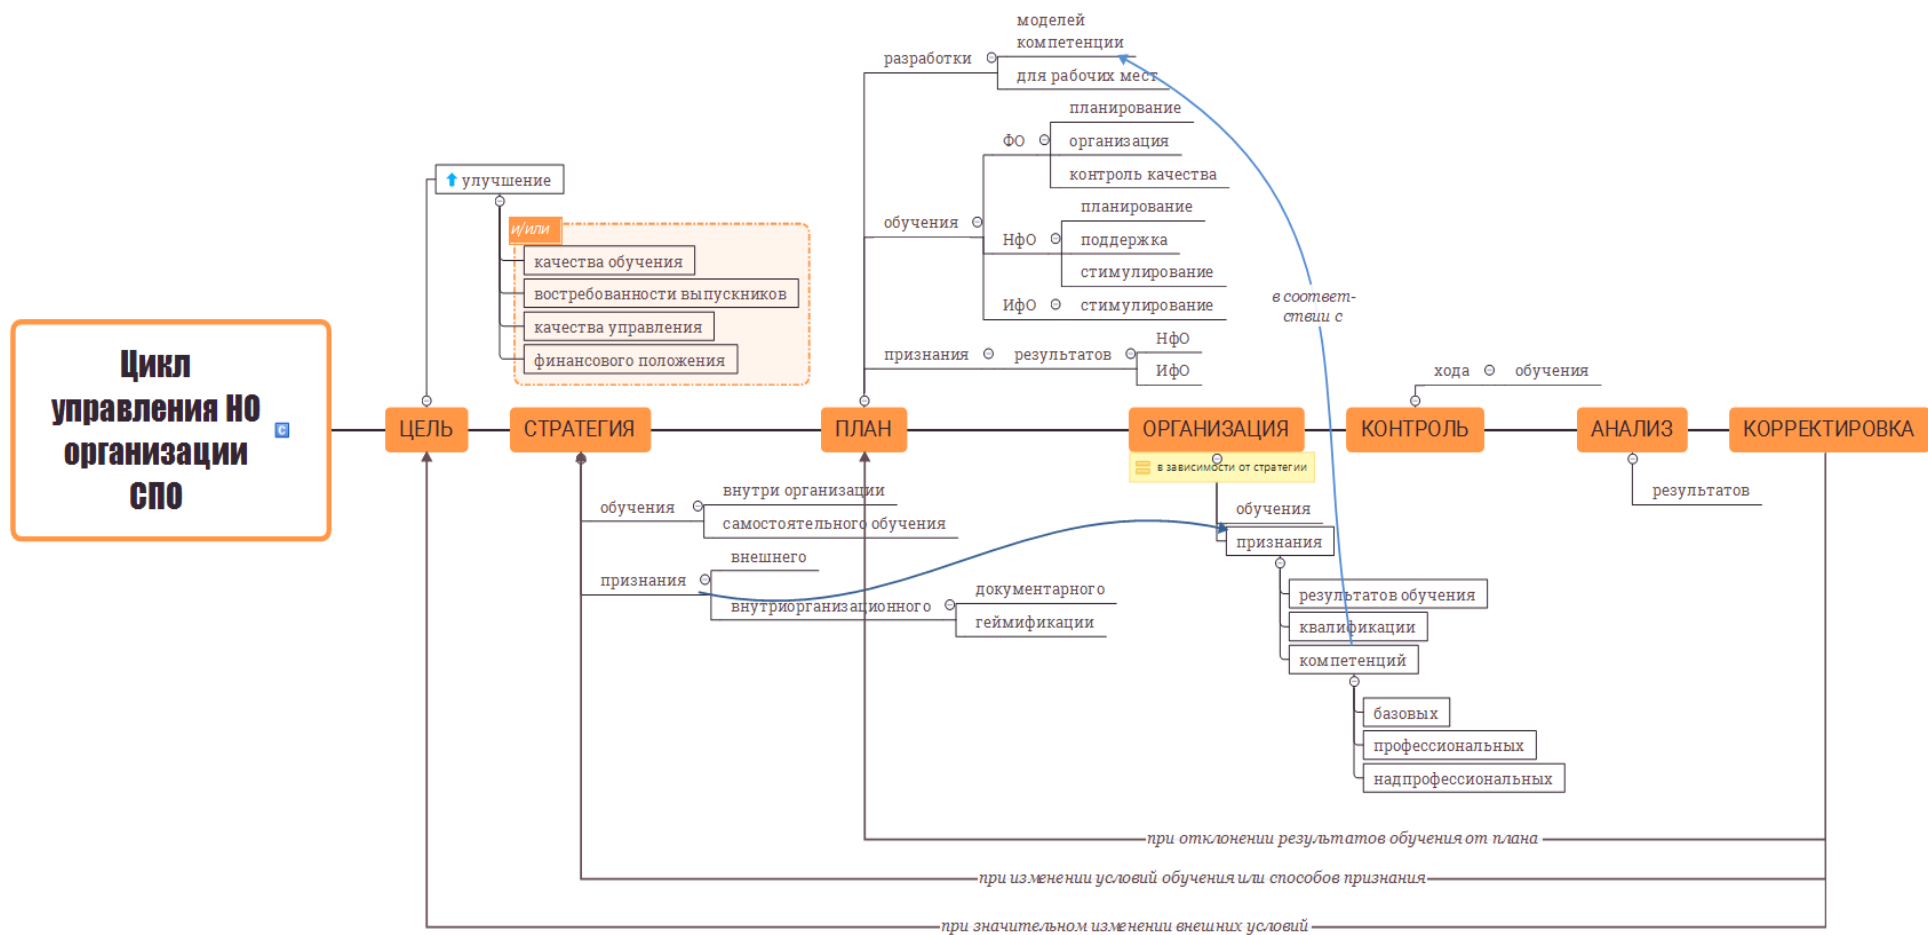 Цикл
управления НО
организации
СПО
ЦЕЛЬ
улучшение
и/или
качества обучения
востребованности выпускников
качества управления
финансового положения
СТРАТЕГИЯ
обучения
внутри организации
самостоятельного обучения
признания
внешнего
внутриорганизационного
документарного
геймификации
ПЛАН
разработки
моделей
компетенции
для рабочих мест
обучения
ФО
планирование
организация
контроль качества
НфО
планирование
поддержка
стимулирование
ИфО
стимулирование
признания
результатов
НфО
ИфО
ОРГАНИЗАЦИЯ
в зависимости от стратегии
обучения
признания
результатов обучения
квалификации
компетенций
базовых
профессиональных
надпрофессиональных
в соответ-
ствии с
КОНТРОЛЬ
хода
обучения
АНАЛИЗ
результатов
КОРРЕКТИРОВКА
при отклонении результатов обучения от плана
при изменении условий обучения или способов признания
при значительном изменении внешних условий